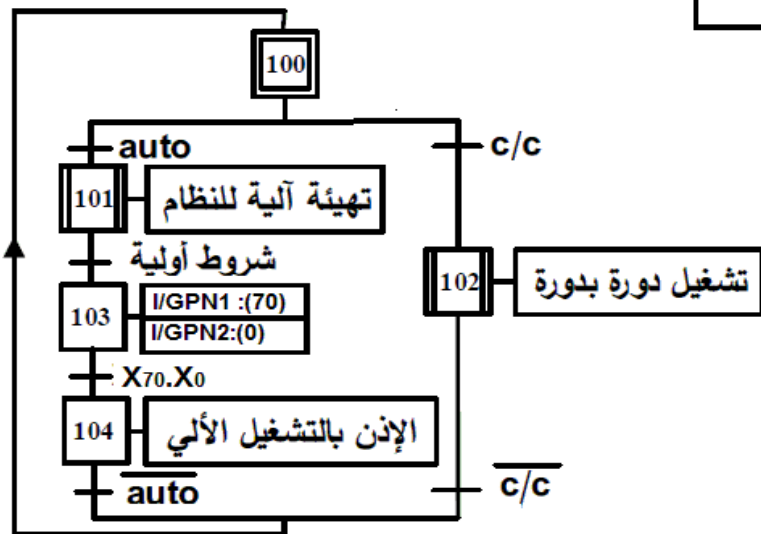 100
auto
c/c
101
تهيئة آلية للنظام
شروط أولية
102
تشغيل دورة بدورة
103
I/GPN1 :(70)
I/GPN2:(0)
X70.X0
104
الإذن بالتشغيل الألي
auto
c/c